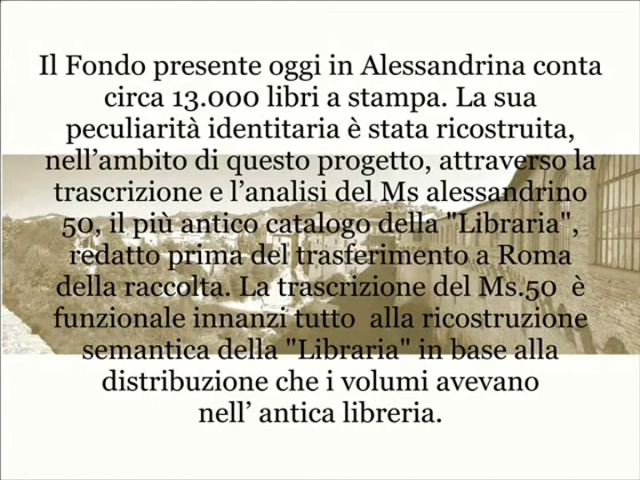 Il Fondo presente oggi in Alessandrina conta
circa 13.000 libri a stampa. La sua
peculiarità identitaria è stata ricostruita,
nell'ambito di questo progetto, attraverso la
trascrizione e l'analisi del Ms alessandrino
50, il più antico catalogo della "Libraria",
redatto prima del trasferimento a Roma
della raccolta. La trascrizione del Ms.50 è
funzionale innanzi tutto alla ricostruzione
semantica della "Libraria" in base alla
distribuzione che i volumi avevano
nell' antica libreria.